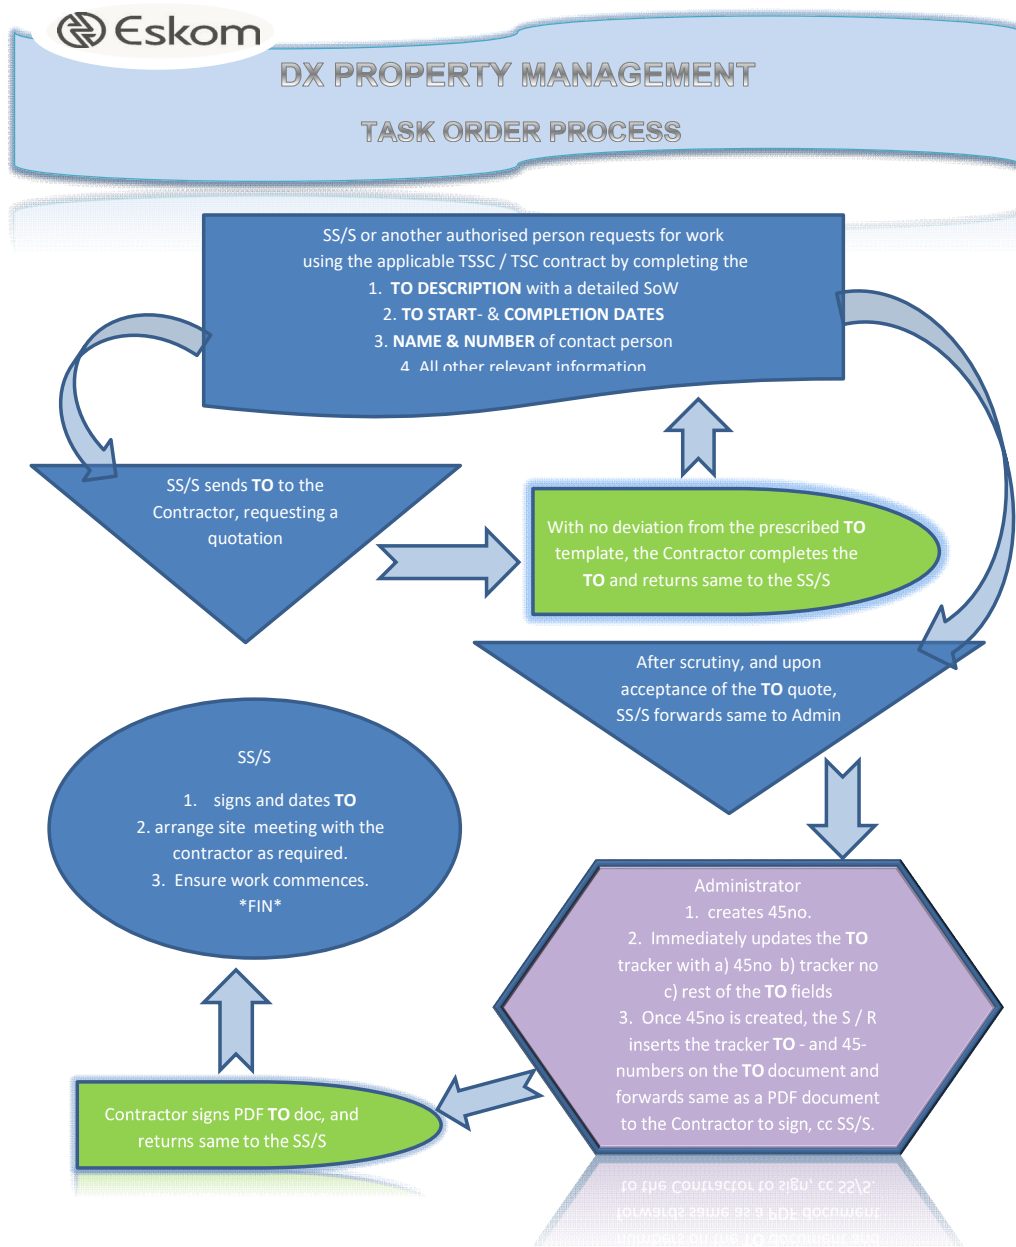 Eskom
DX PROPERTY MANAGEMENT
TASK ORDER PROCESS
SS/S or another authorised person requests for work
using the applicable TSSC / TSC contract by completing the
1. TO DESCRIPTION with a detailed SoW
2. TO START- & COMPLETION DATES
3. NAME & NUMBER of contact person
4. All other relevant information
SS/S sends TO to the
Contractor, requesting a
quotation
With no deviation from the prescribed TO
template, the Contractor completes the
TO and returns same to the SS/S
After scrutiny, and upon
acceptance of the TO quote,
SS/S forwards same to Admin
Administrator
1. creates 45no.
2. Immediately updates the TO
tracker with a) 45no b) tracker no
c) rest of the TO fields
3. Once 45no is created, the S / R
inserts the tracker TO - and 45-
numbers on the TO document and
forwards same as a PDF document
to the Contractor to sign, cc SS/S.
Contractor signs PDF TO doc, and
returns same to the SS/S
SS/S
1. signs and dates TO
2. arrange site meeting with the
contractor as required.
3. Ensure work commences.
*FIN*